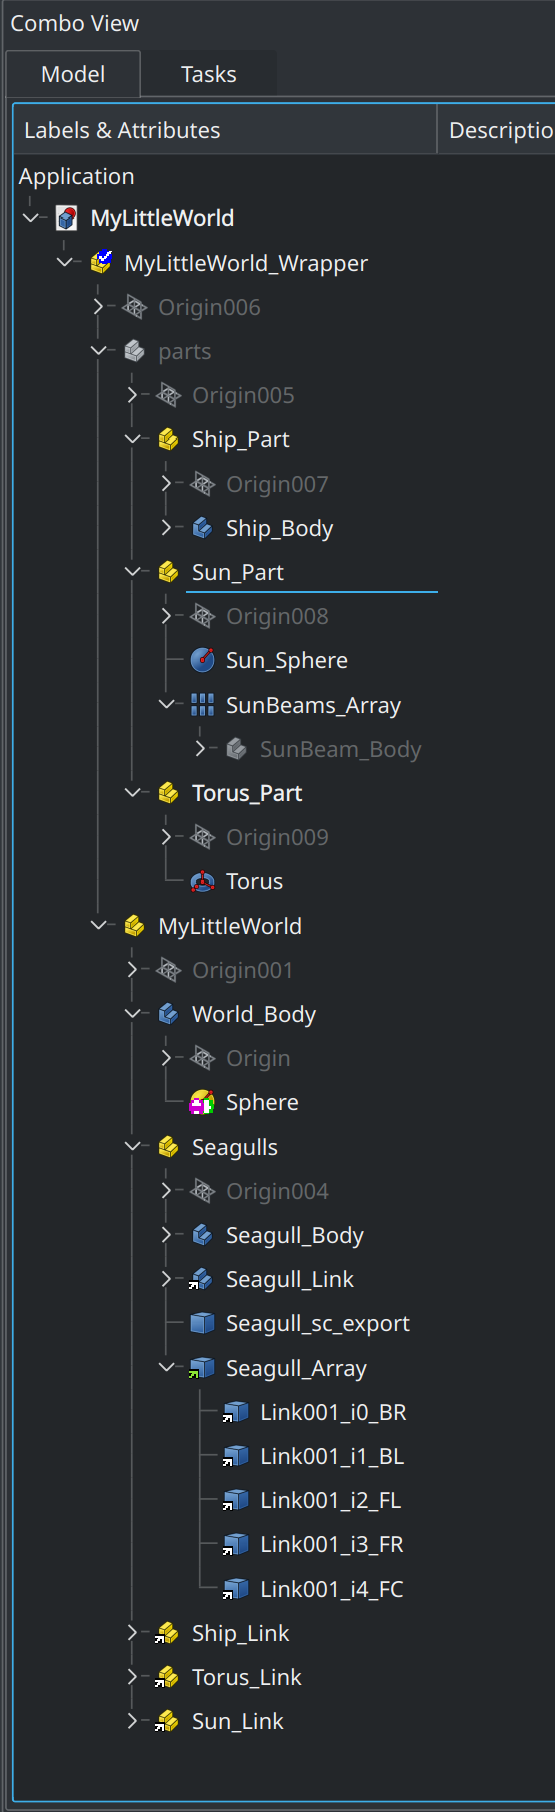 Combo View
Model Tasks
Labels & Attributes Descriptio
Application
MyLittleWorld
MyLittleWorld_Wrapper
Origin006
parts
Origin005
Ship_Part
Origin007
Ship_Body
Sun_Part
Origin008
Sun_Sphere
SunBeams_Array
SunBeam_Body
Torus_Part
Origin009
Torus
MyLittleWorld
Origin001
World_Body
Origin
Sphere
Seagulls
Origin004
Seagull_Body
Seagull_Link
Seagull_sc_export
Seagull_Array
Link001_i0_BR
Link001_i1_BL
Link001_i2_FL
Link001_i3_FR
Link001_i4_FC
Ship_Link
Torus_Link
Sun_Link